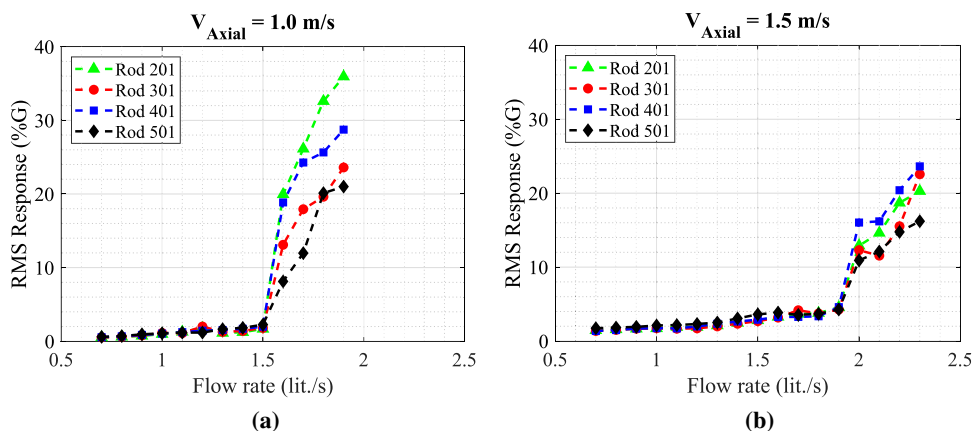 V_Axial = 1.0 m/s
RMS Response (%G)
40
30
20
10
0
Rod 201
Rod 301
Rod 401
Rod 501
0.5
1
1.5
2
2.5
Flow rate (lit./s)
(a)
V_Axial = 1.5 m/s
RMS Response (%G)
40
30
20
10
0
Rod 201
Rod 301
Rod 401
Rod 501
0.5
1
1.5
2
2.5
Flow rate (lit./s)
(b)